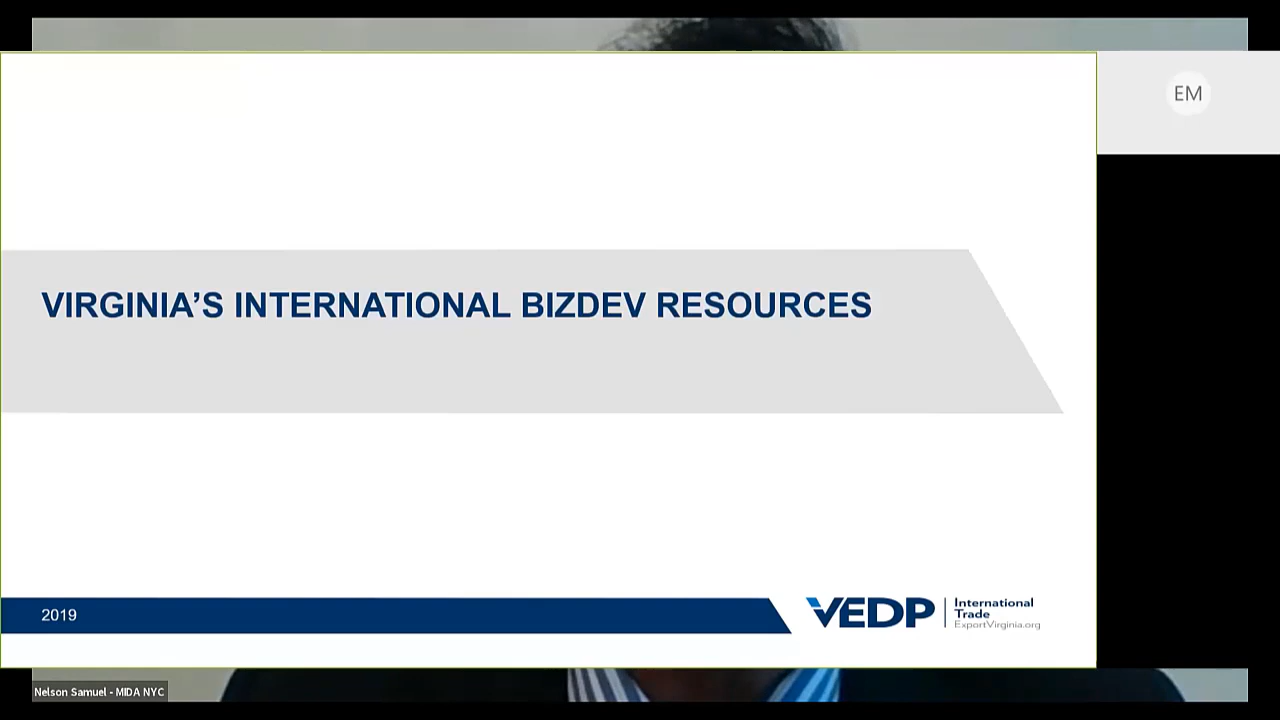 EM
VIRGINIA’S INTERNATIONAL BIZDEV RESOURCES
2019
VEDP
International
Trade
ExportVirginia.org
Nelson Samuel - MIDA NYC